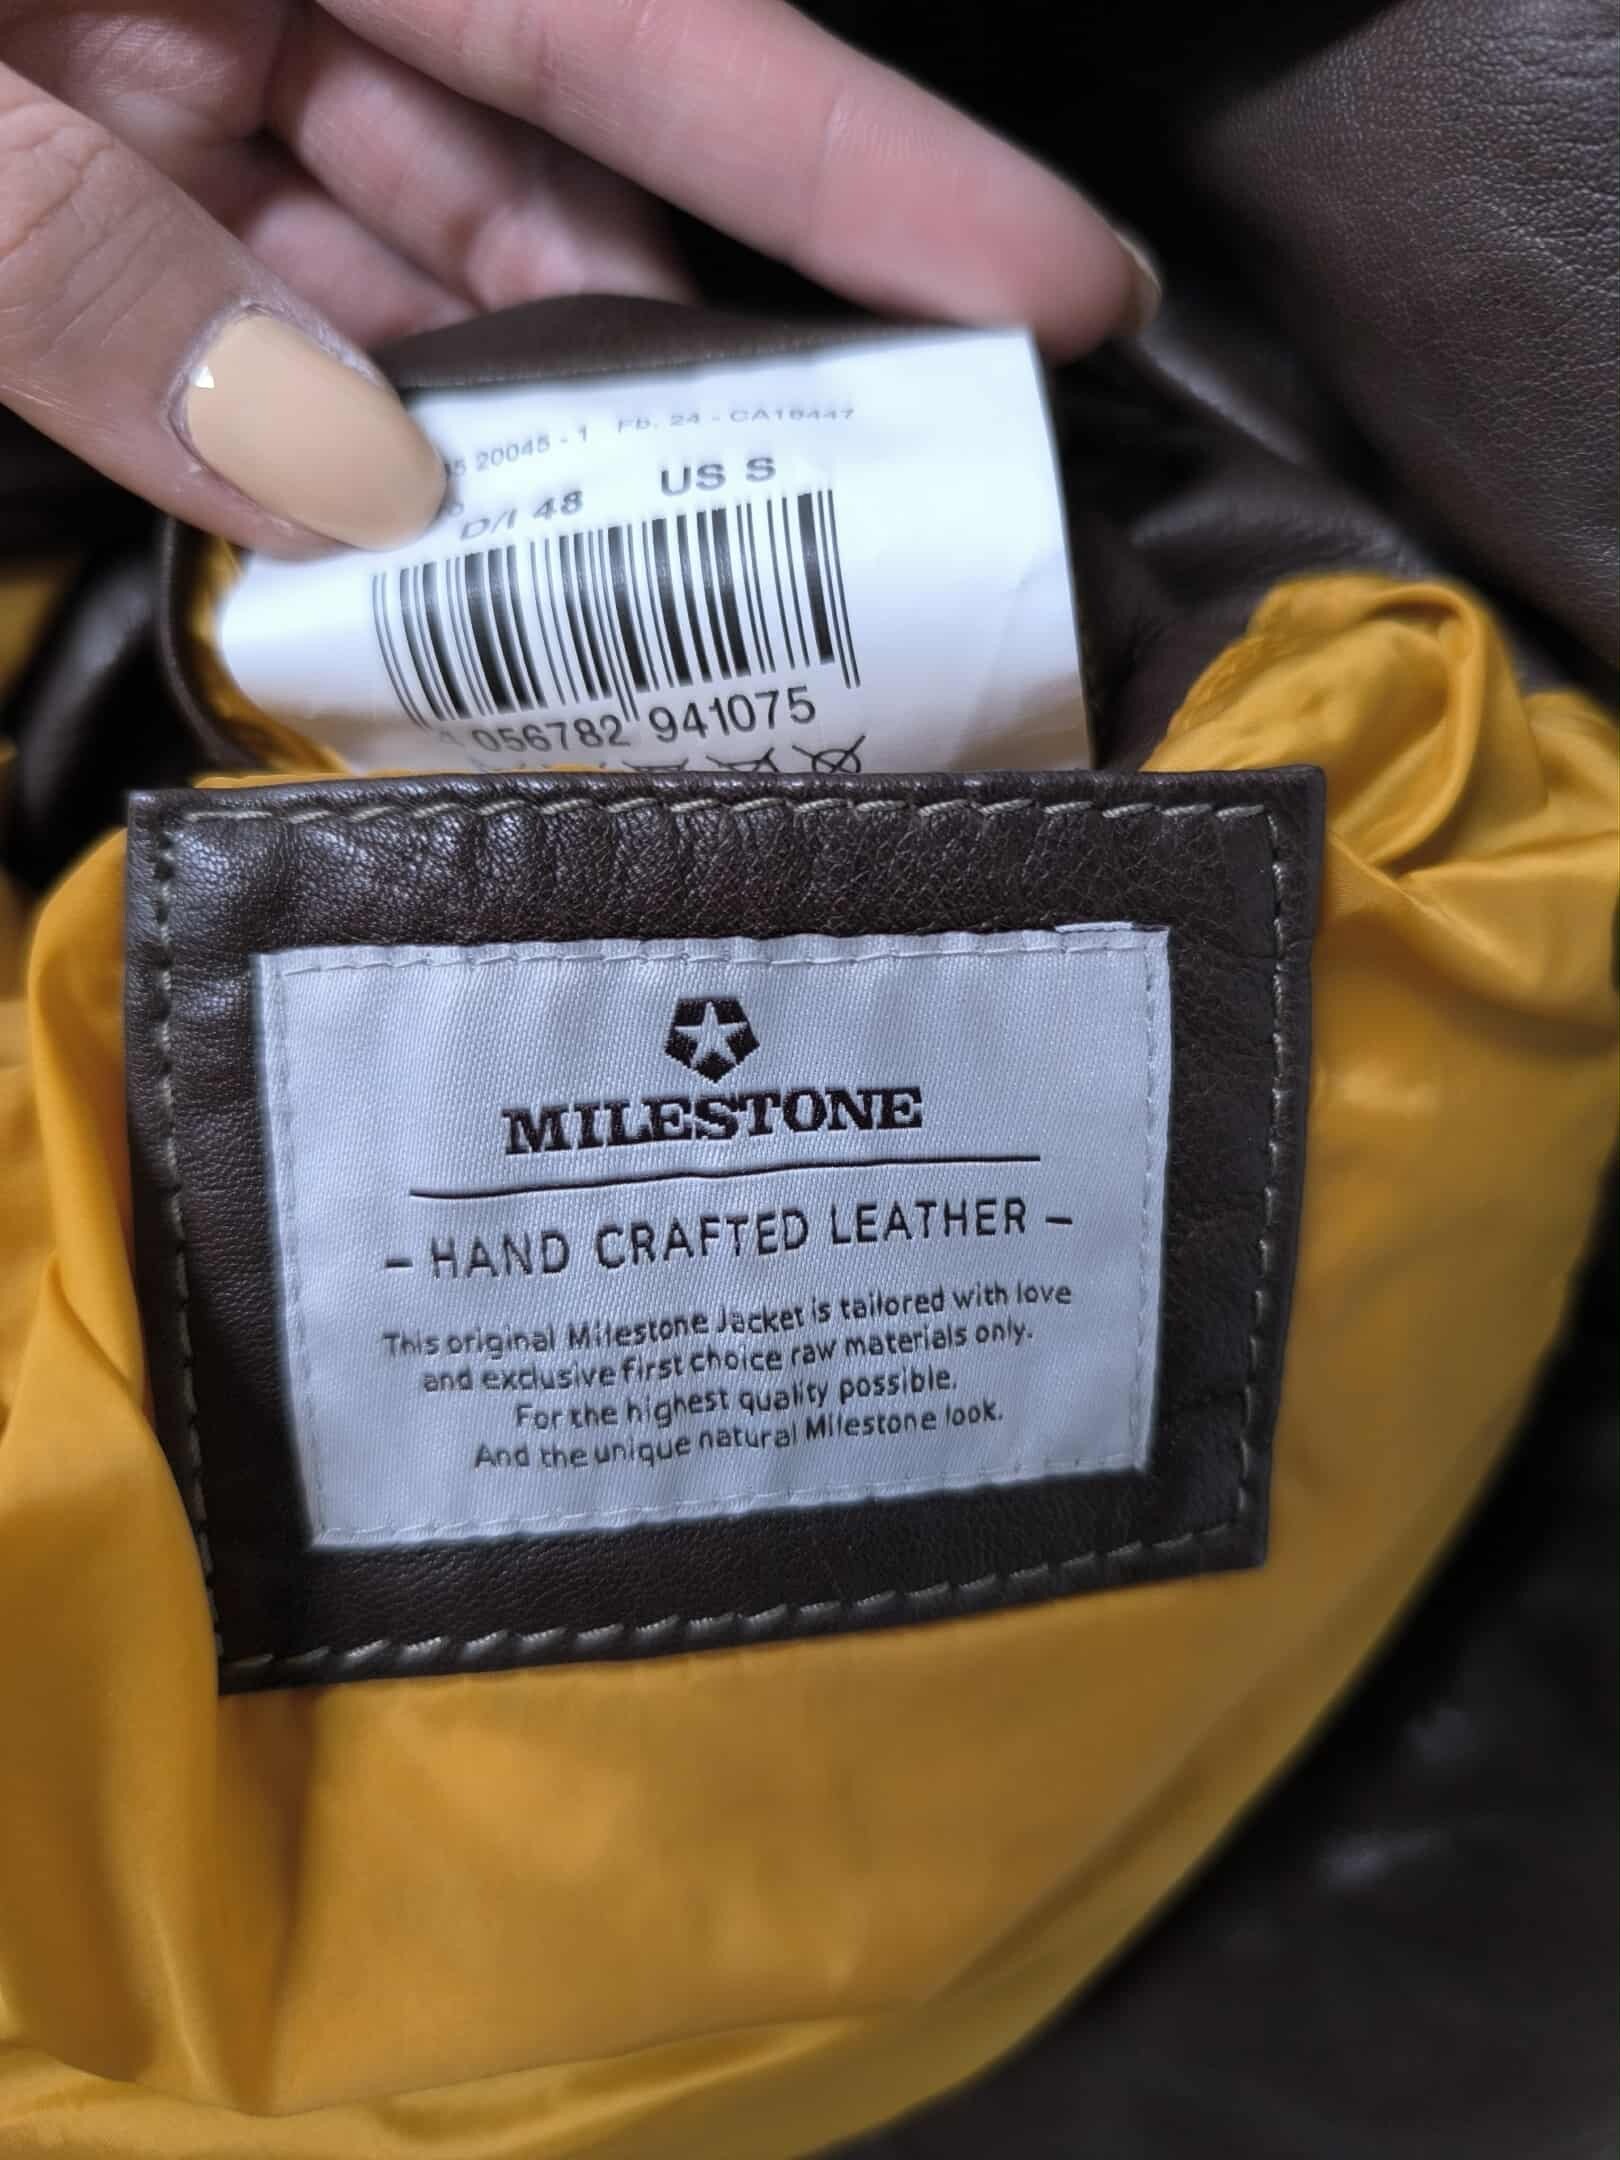 20045 - 1 Fb. 24 - CA16447
D/I 48 US S
4 056782 941075
MILESTONE
- HAND CRAFTED LEATHER -
This original Milestone Jacket is tailored with love
and exclusive first choice raw materials only.
For the highest quality possible.
And the unique natural Milestone look.